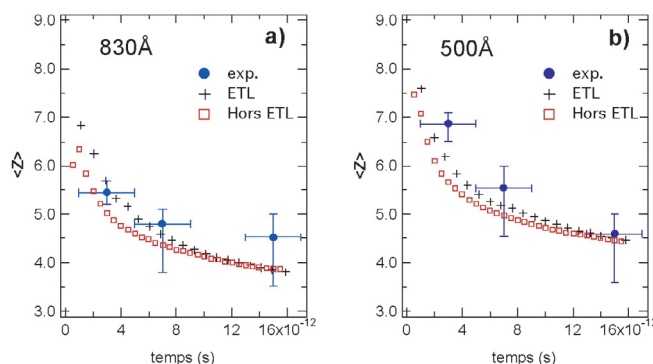 a)
830Å
exp.
ETL
Hors ETL
<Z>
9.0
8.0
7.0
6.0
5.0
4.0
3.0
0 4 8 12 16x10-12
temps (s)
b)
500Å
exp.
ETL
Hors ETL
<Z>
9.0
8.0
7.0
6.0
5.0
4.0
3.0
0 4 8 12 16x10-12
temps (s)